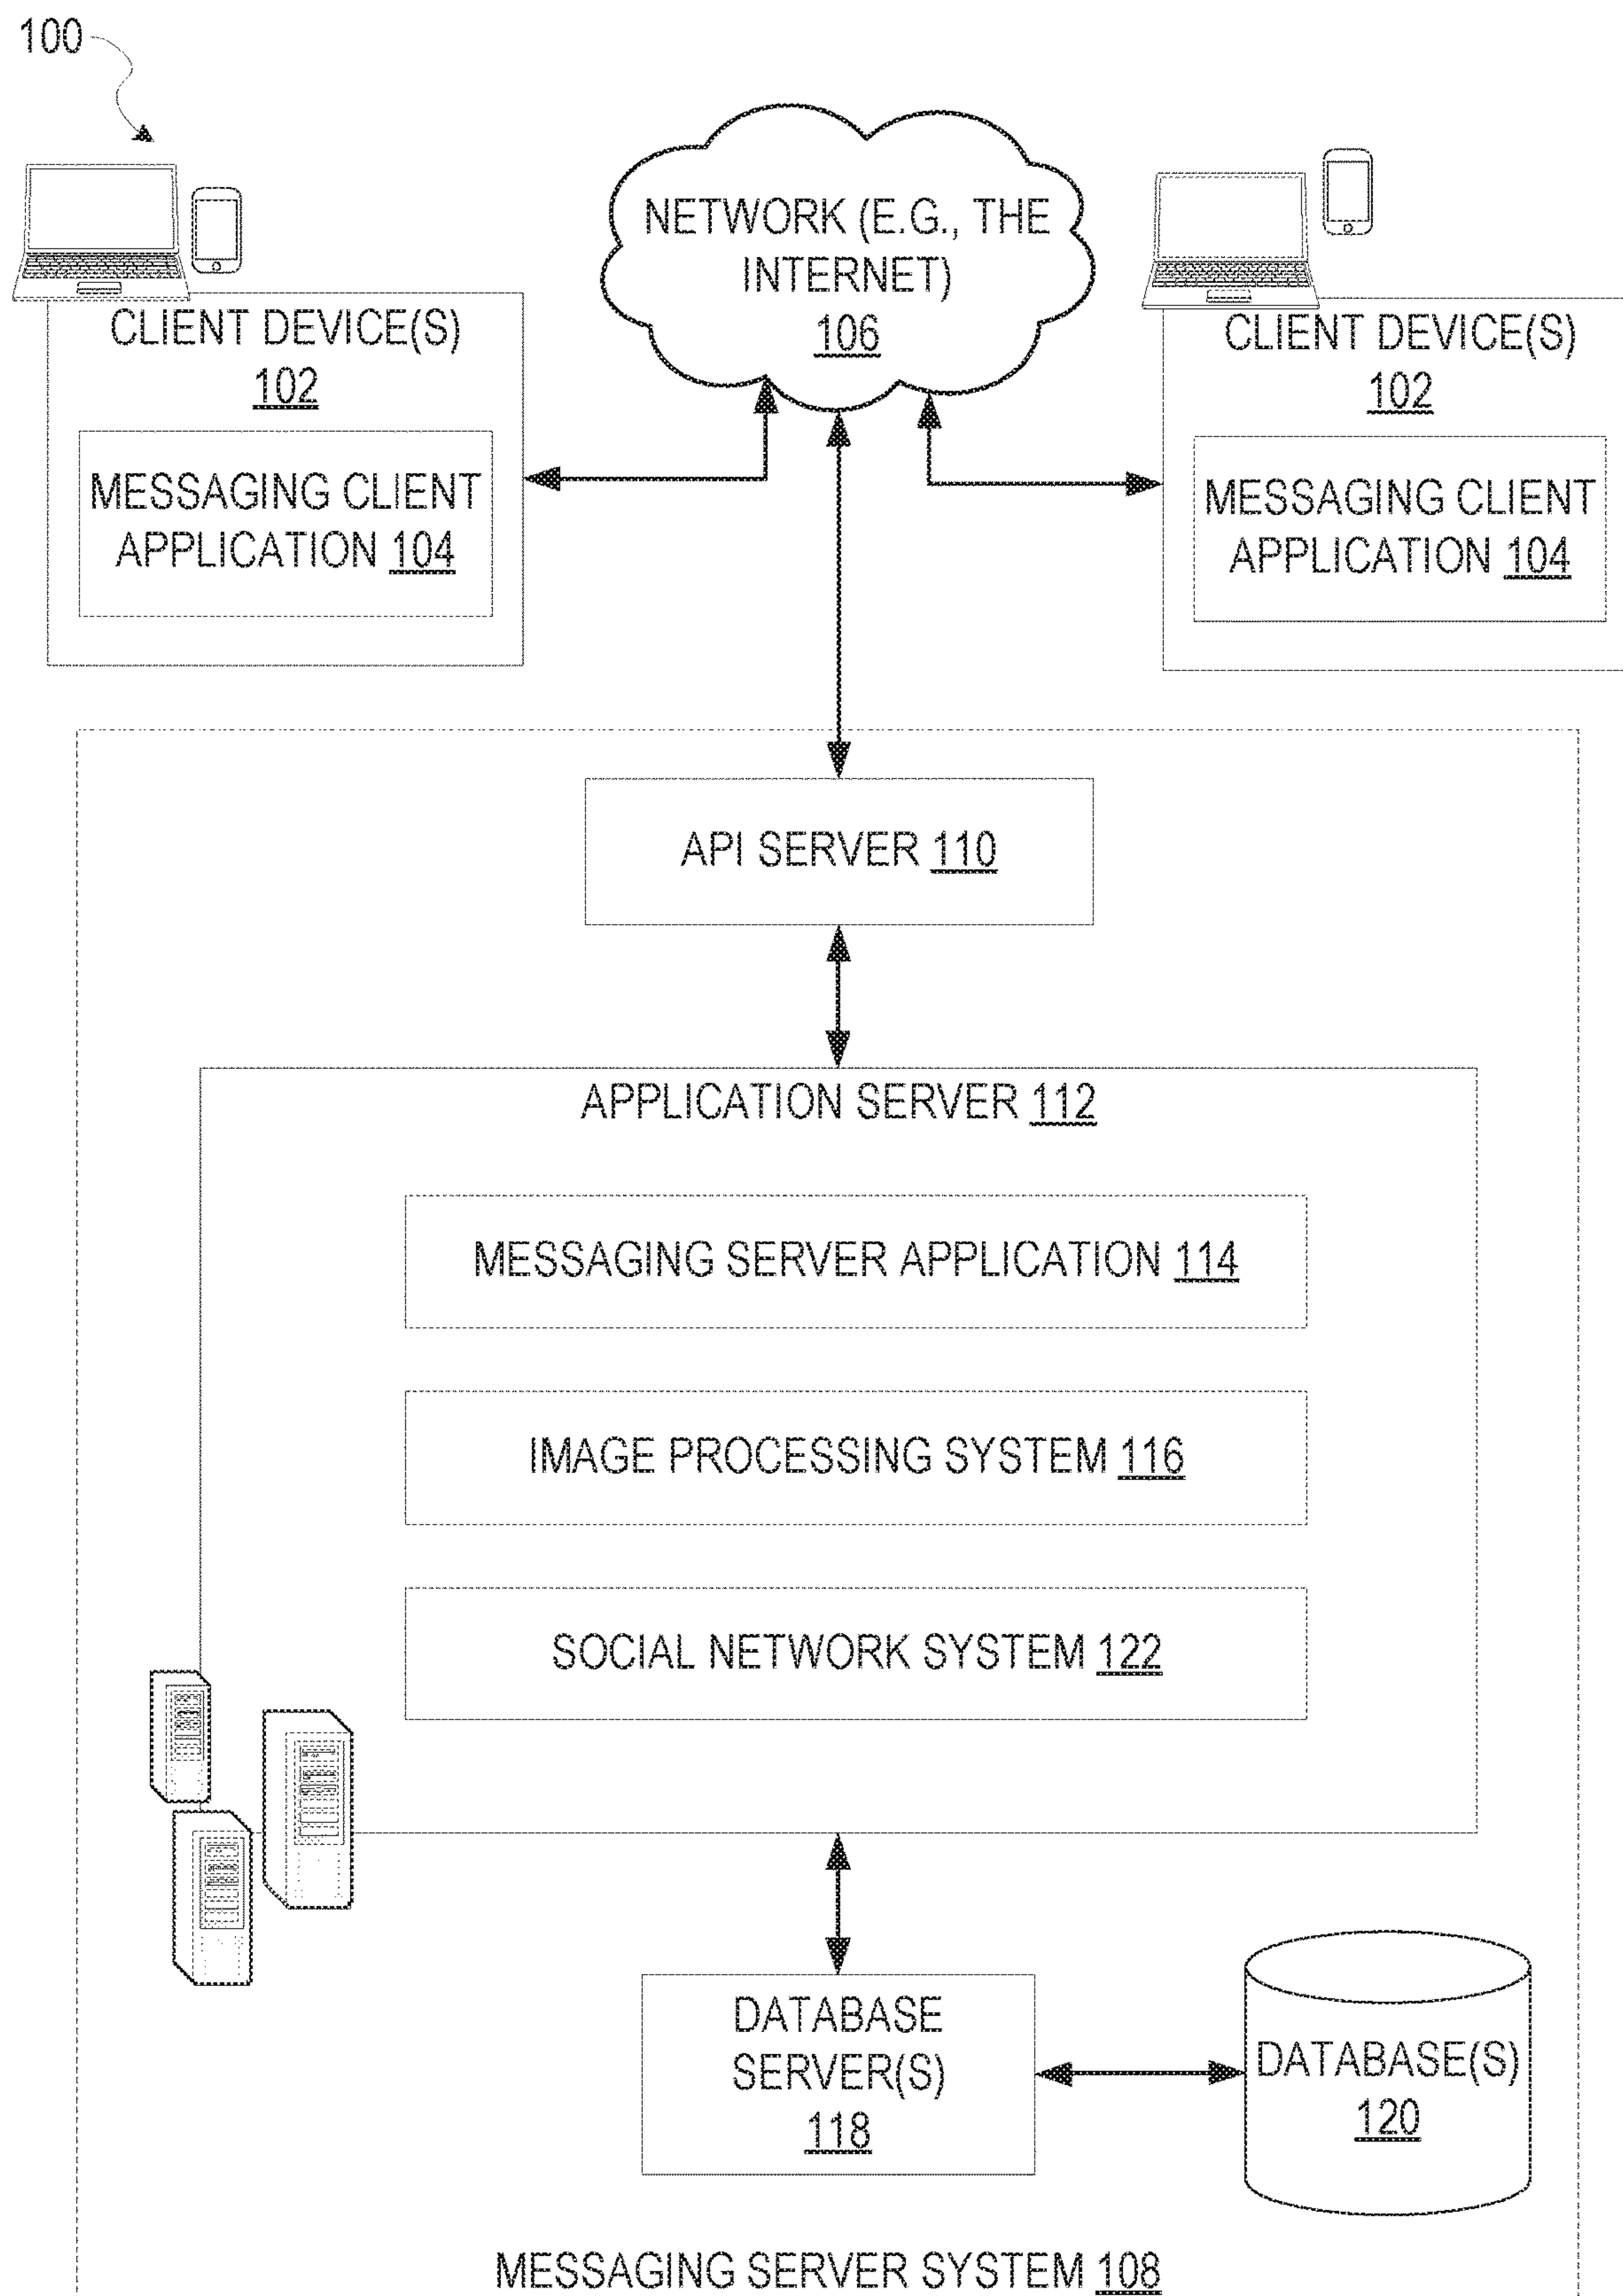 100
NETWORK (E.G., THE
INTERNET)
106
CLIENT DEVICE(S)
102
MESSAGING CLIENT
APPLICATION 104
CLIENT DEVICE(S)
102
MESSAGING CLIENT
APPLICATION 104
API SERVER 110
APPLICATION SERVER 112
MESSAGING SERVER APPLICATION 114
IMAGE PROCESSING SYSTEM 116
SOCIAL NETWORK SYSTEM 122
DATABASE
SERVER(S)
118
DATABASE(S)
120
MESSAGING SERVER SYSTEM 108